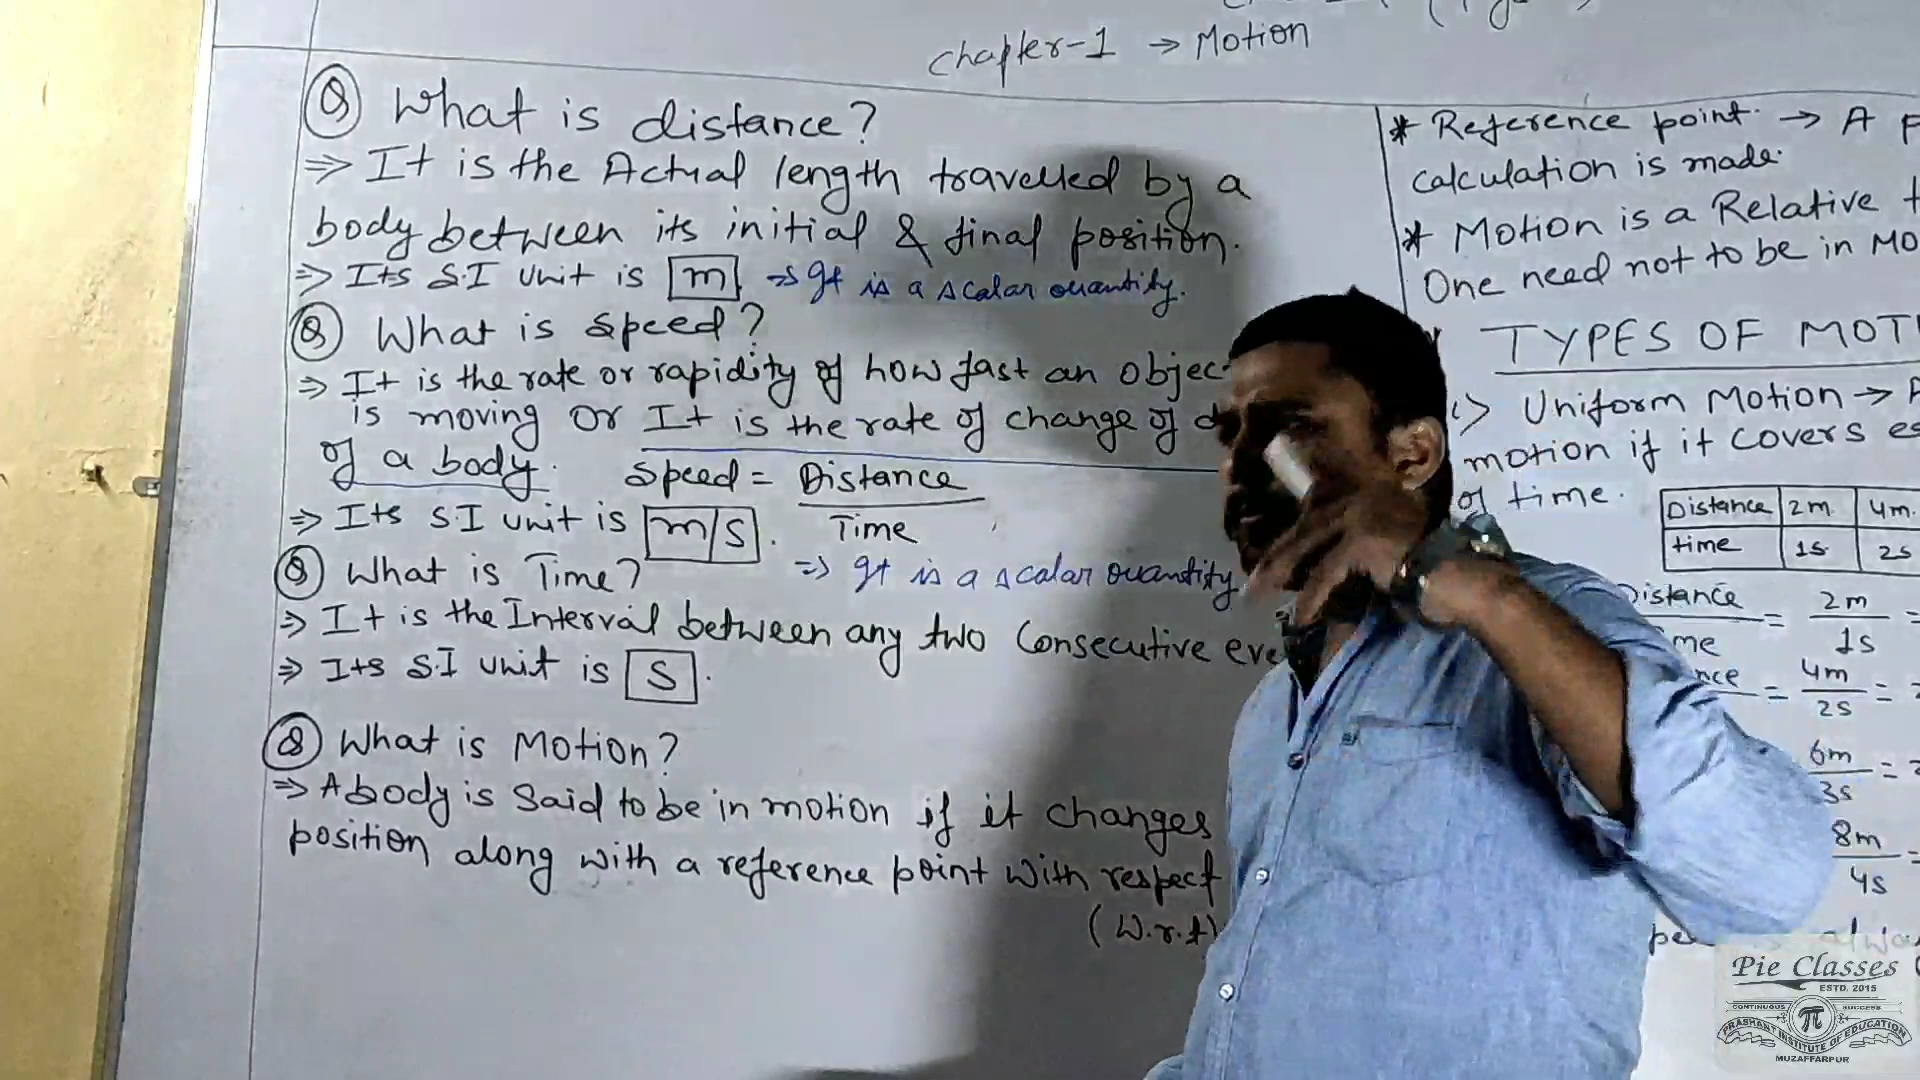 Chapter-1 → Motion
Q What is distance?
⇒ It is the Actual length travelled by a
body between its initial & final position.
⇒ Its S.I unit is m ⇒ It is a scalar quantity.
Q What is speed?
⇒ It is the rate or rapidity of how fast an objec
is moving Or It is the rate of change of d
of a body. Speed = Distance
Time
⇒ Its S.I unit is m/s.
⇒ It is a scalar quantity
Q What is Time?
⇒ It is the Interval between any two Consecutive eve
⇒ Its S.I unit is S.
Q What is Motion?
⇒ A body is said to be in motion if it changes
position along with a reference point with respect
(w.r.t)
* Reference point. → A
calculation is made.
* Motion is a Relative
One need not to be in Mo
TYPES OF MOTI
Uniform Motion →
motion if it covers
of time.
Distance 2m 4m.
time 1s 2s
Distance = 2m =
me 1s
nce = 4m =
2s
6m =
3s
8m =
4s
Pie Classes
ESTD. 2015
CONTINUOUS SUCCESS
π
PRASHANT INSTITUTE OF EDUCATION
MUZAFFARPUR